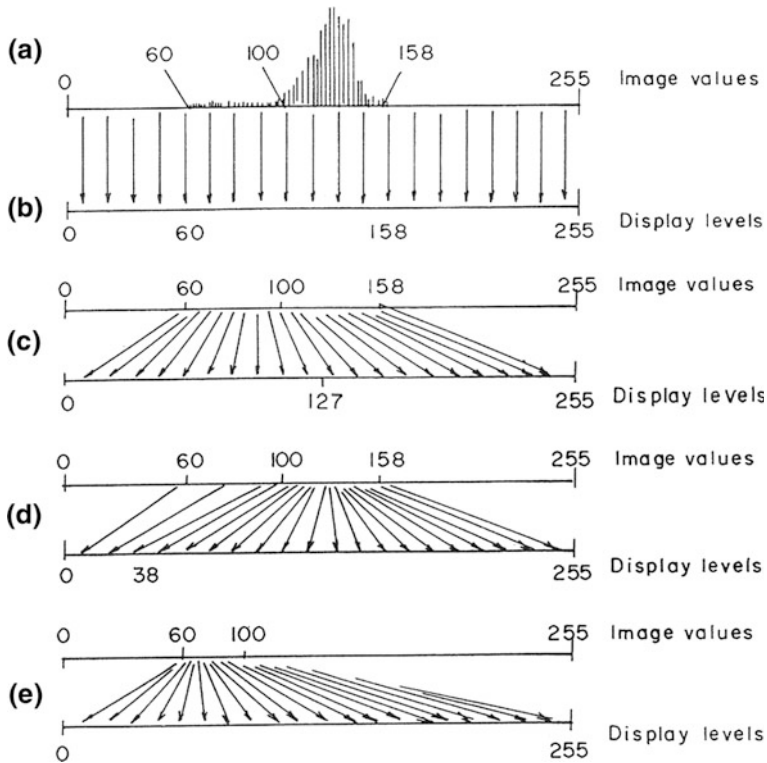 (a)
60 100 158
0 255 Image values
(b)
0 60 158 255 Display levels
0 60 100 158 255 Image values
(c)
0 127 255 Display levels
0 60 100 158 255 Image values
(d)
0 38 255 Display levels
0 60 100 255 Image values
(e)
0 255 Display levels